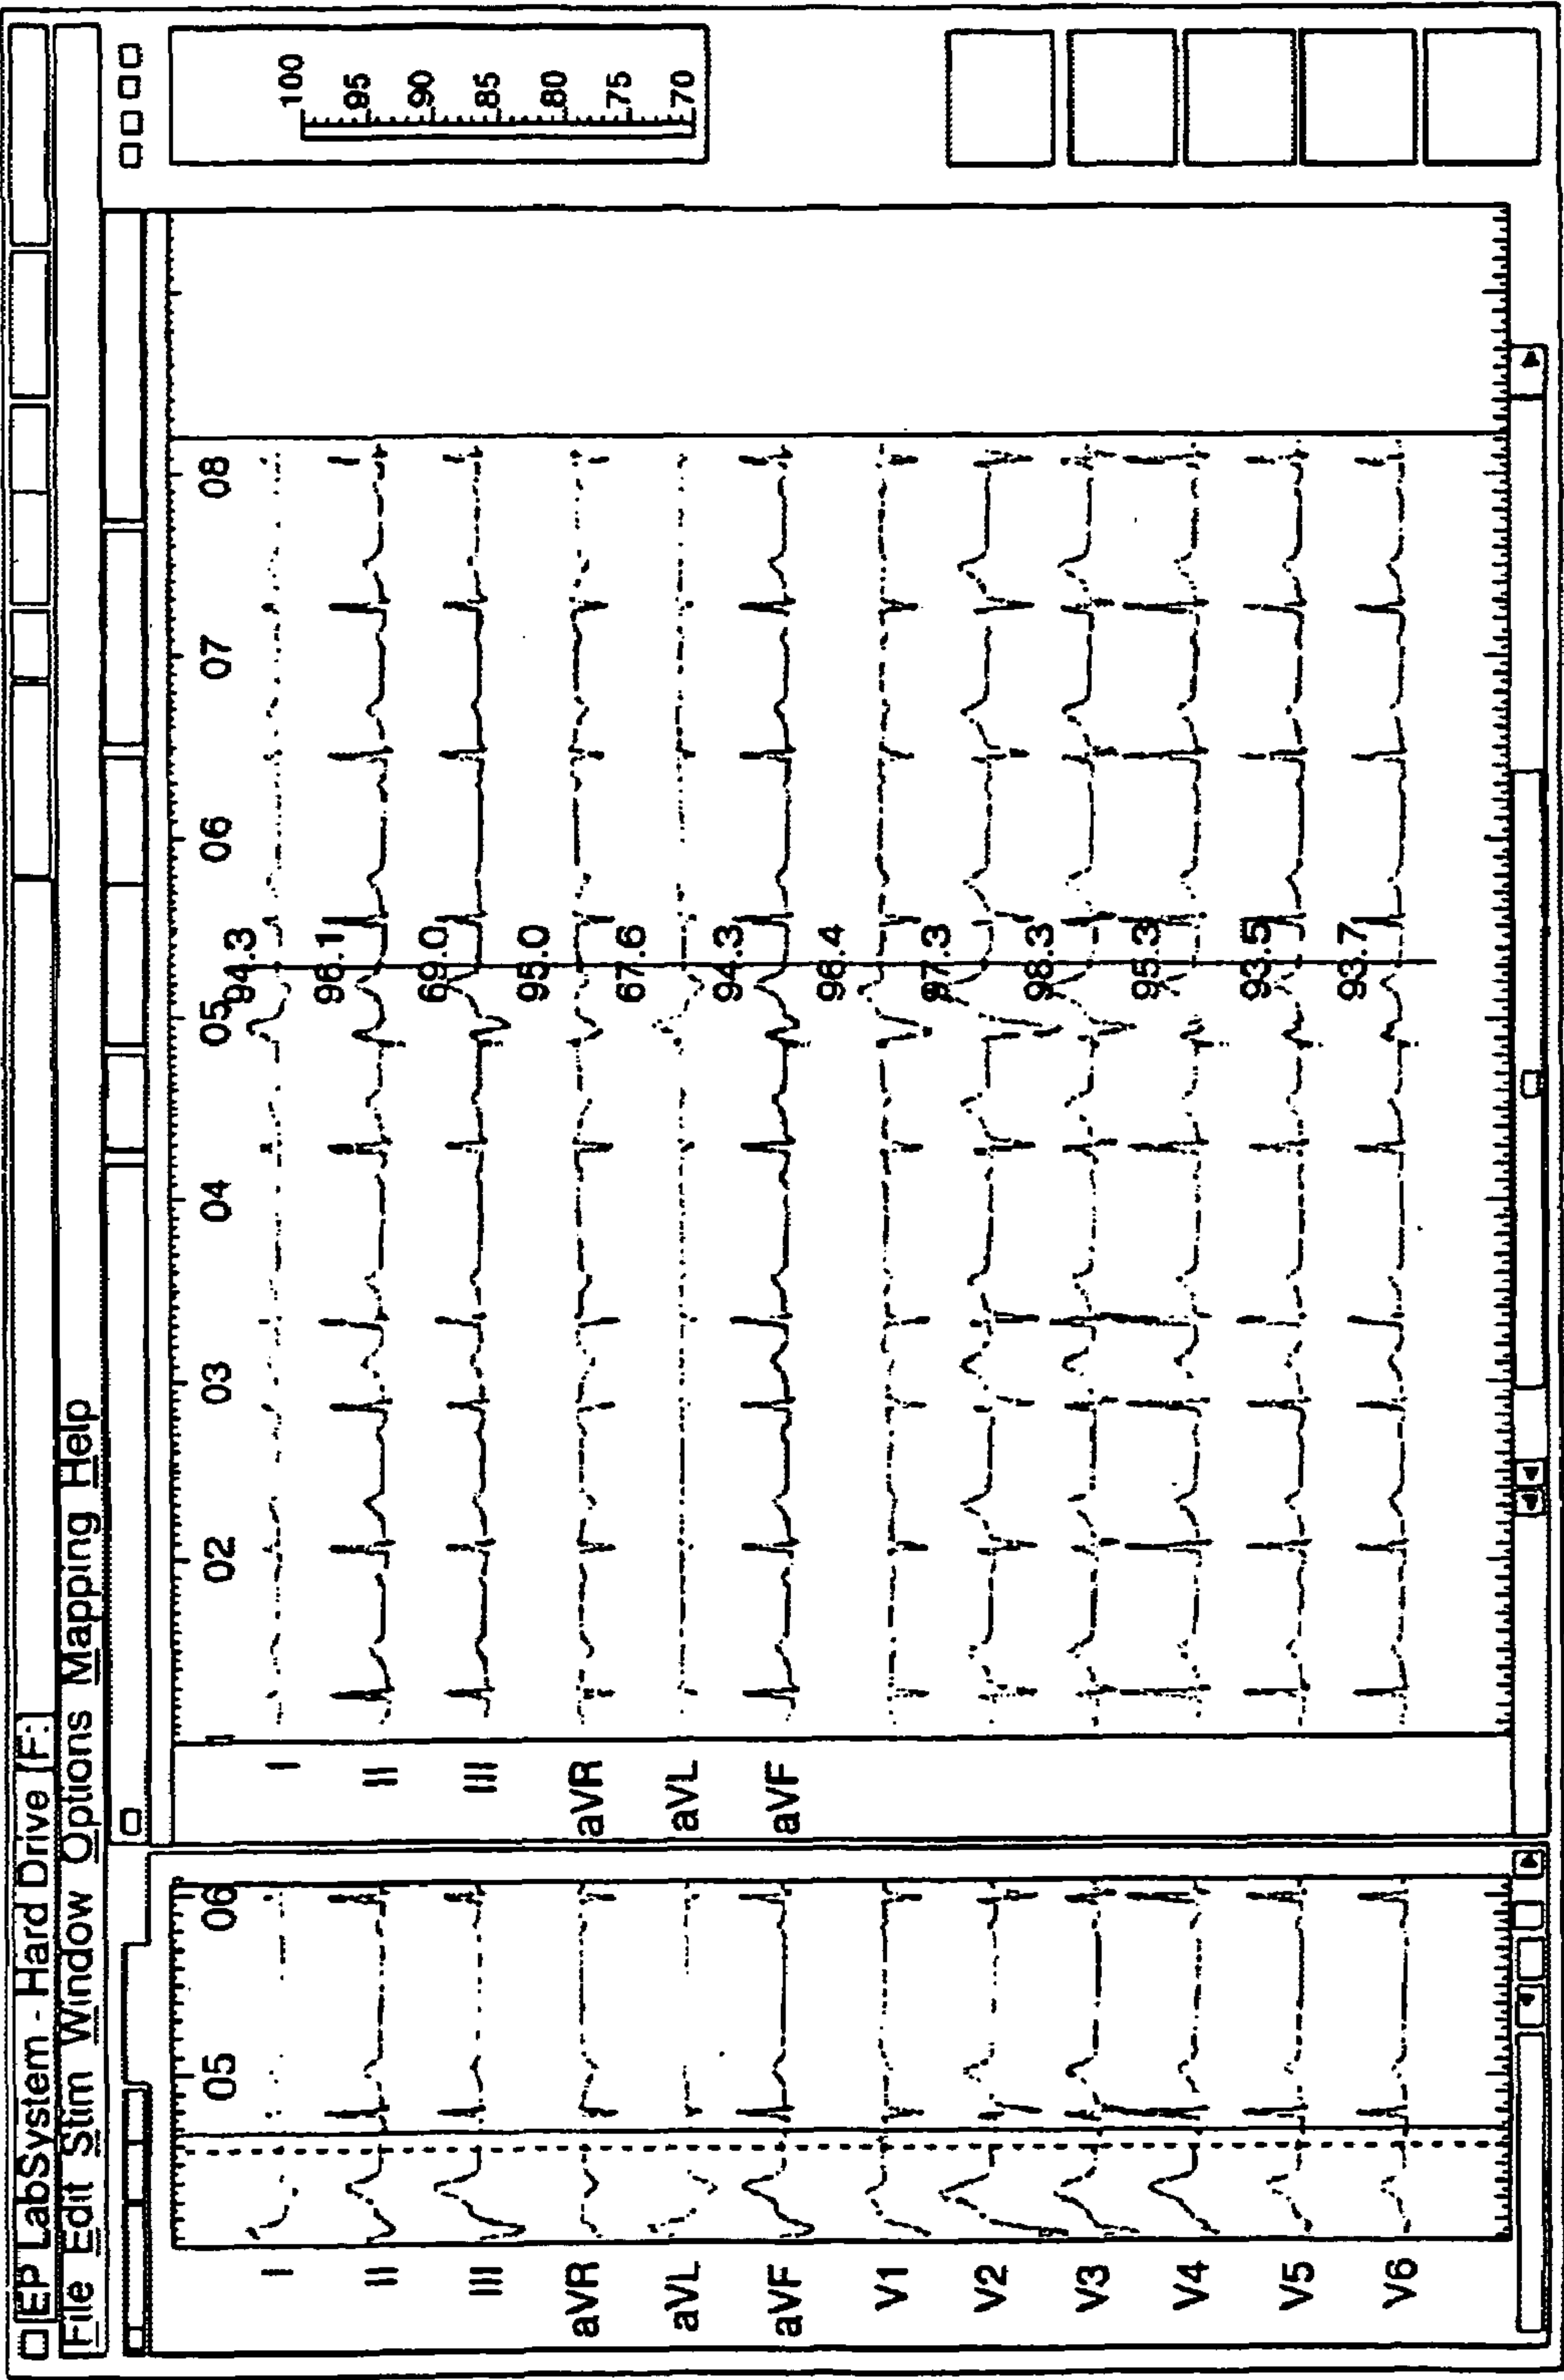 EP LabSystem - Hard Drive [F:]
File Edit Stim Window Options Mapping Help
05 06
I
II
III
aVR
aVL
aVF
V1
V2
V3
V4
V5
V6
02 03 04 05 06 07 08
I 94.3
II 96.1
III 69.0
aVR 95.0
aVL 67.6
aVF 94.3
96.4
97.3
98.3
95.3
93.5
93.7
100
95
90
85
80
75
70